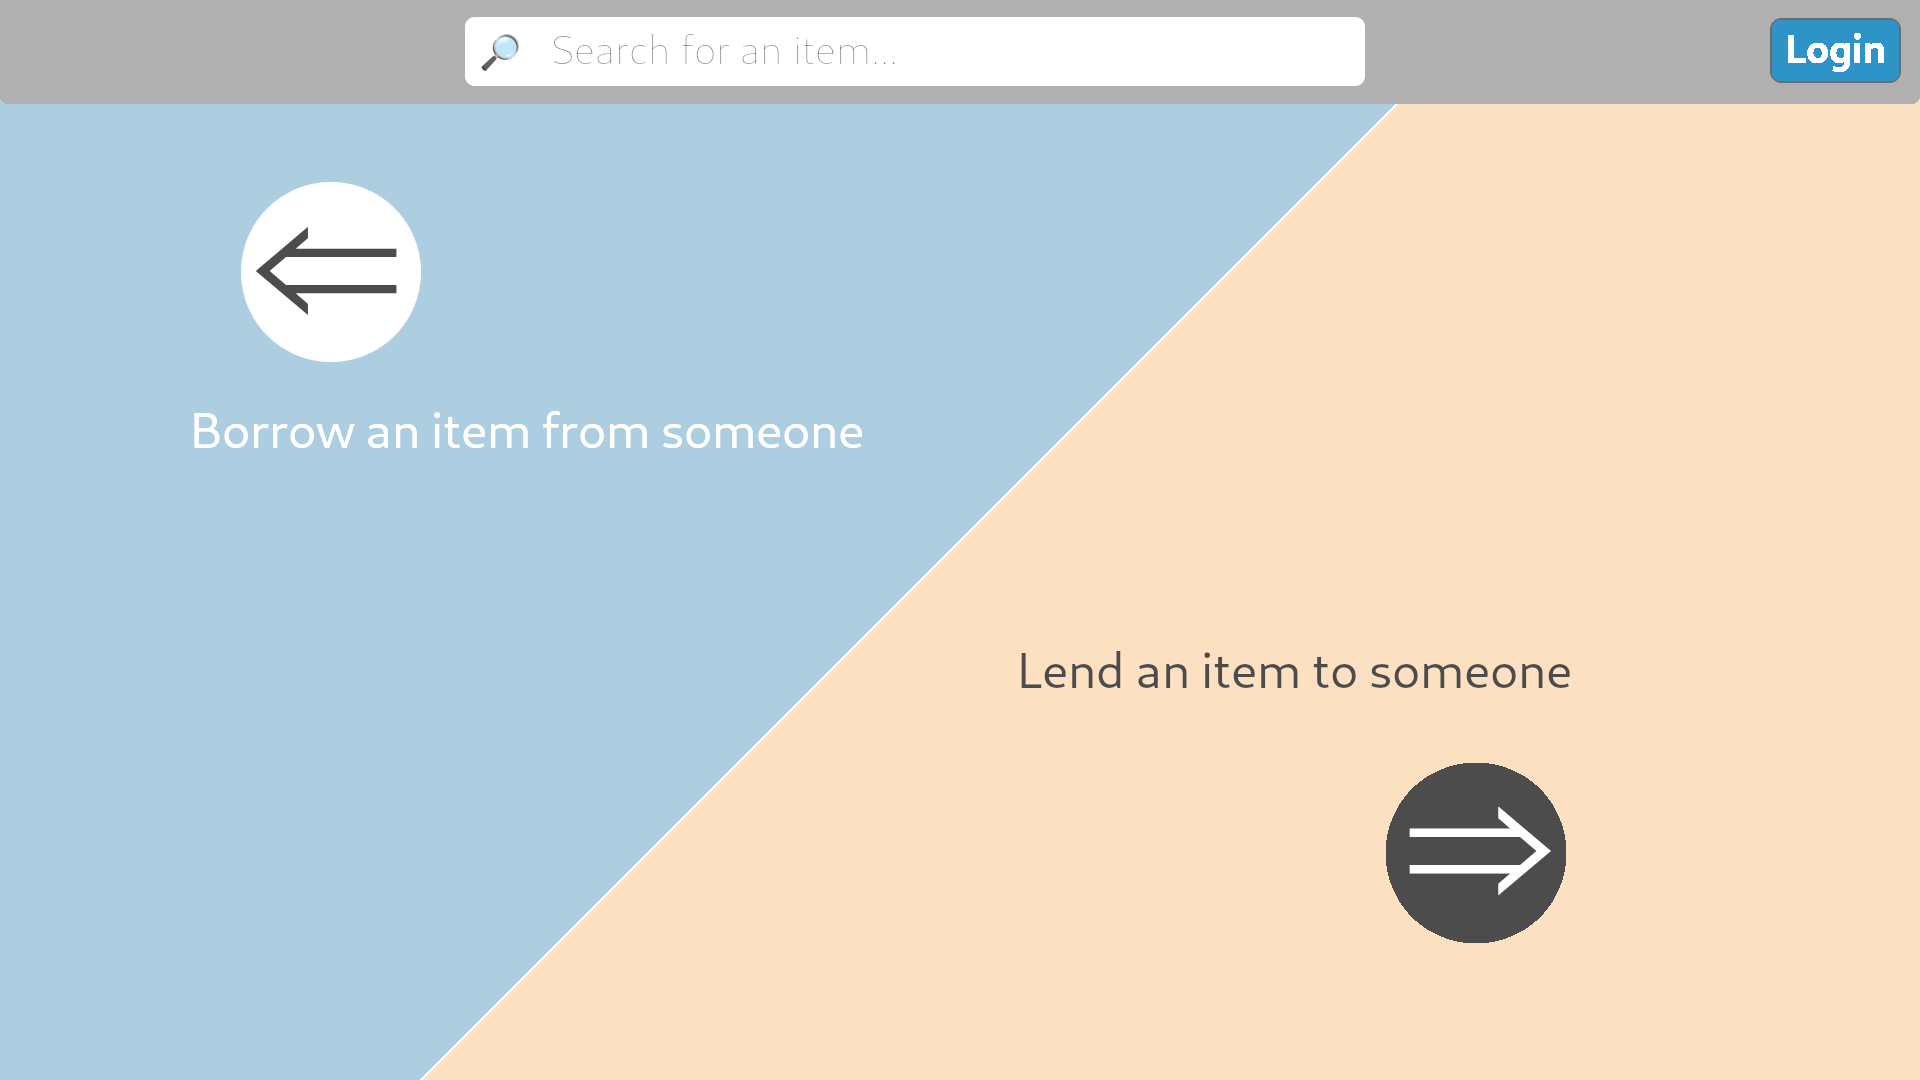 Search for an item...
Login
Borrow an item from someone
Lend an item to someone